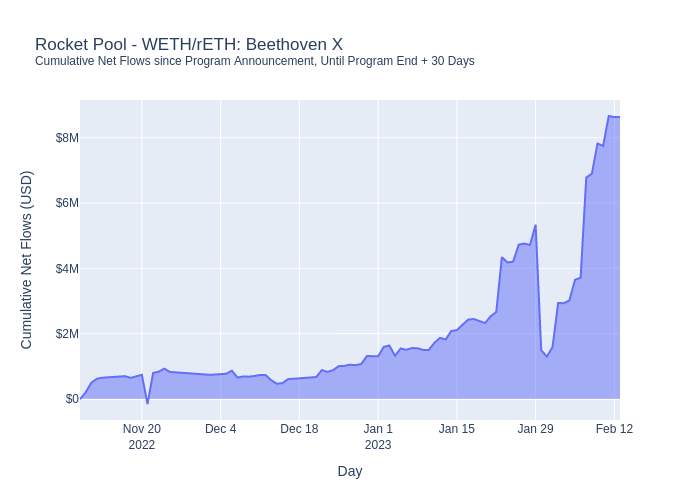 Rocket Pool - WETH/rETH: Beethoven X
Cumulative Net Flows since Program Announcement, Until Program End + 30 Days
Cumulative Net Flows (USD)
$8M
$6M
$4M
$2M
$0
Nov 20
2022
Dec 4
Dec 18
Jan 1
2023
Jan 15
Jan 29
Feb 12
Day